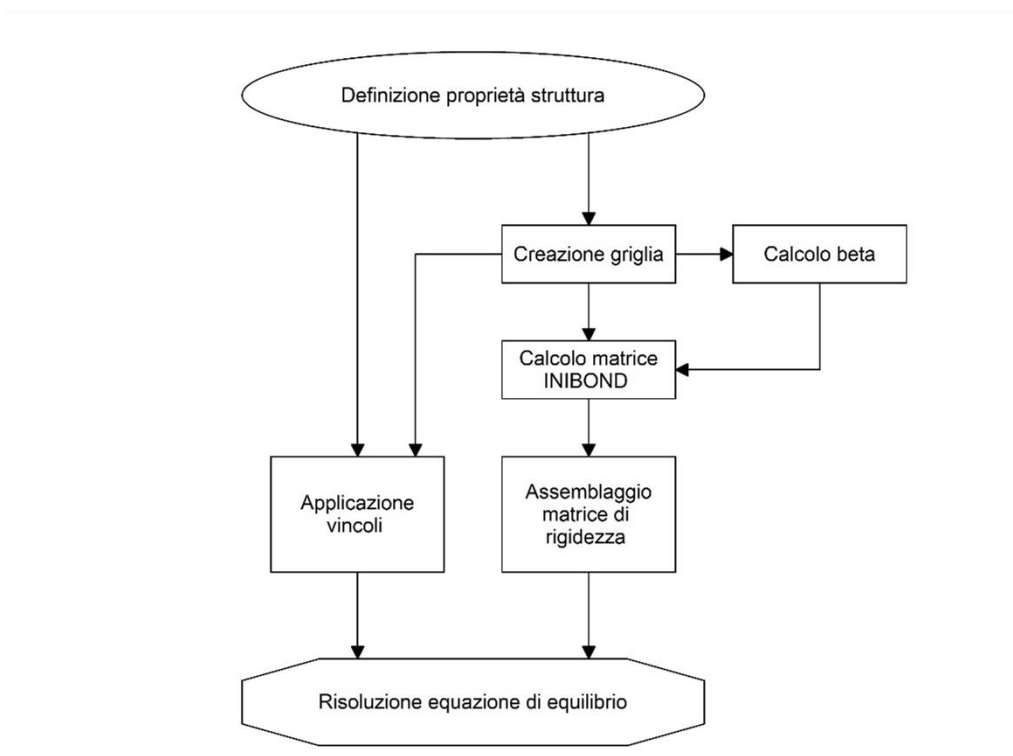 Definizione proprietà struttura
Creazione griglia
Calcolo beta
Calcolo matrice
INIBOND
Applicazione
vincoli
Assemblaggio
matrice di
rigidezza
Risoluzione equazione di equilibrio